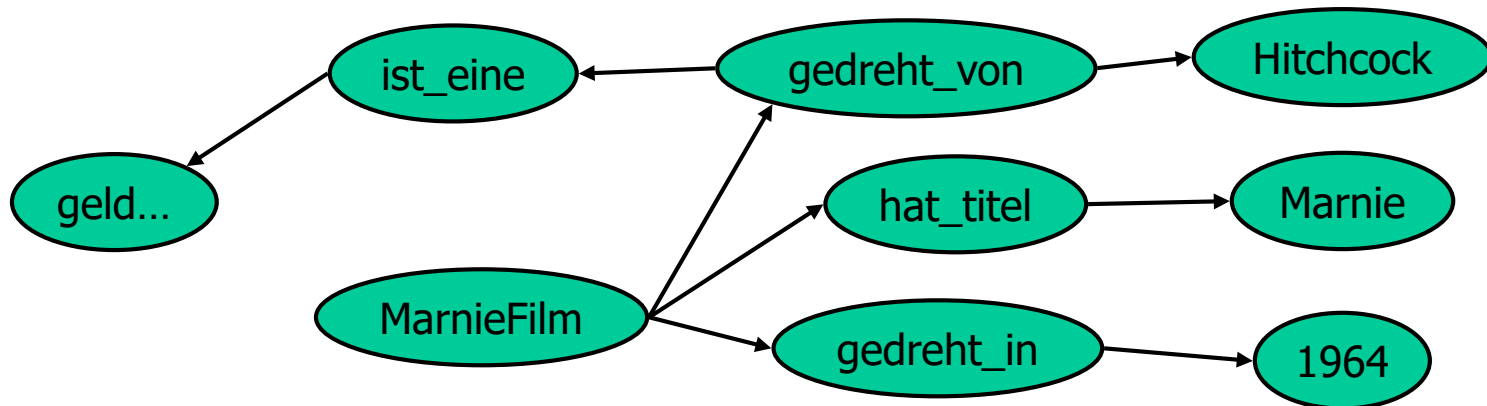 ist_eine
gedreht_von
Hitchcock
geld...
hat_titel
Marnie
MarnieFilm
gedreht_in
1964